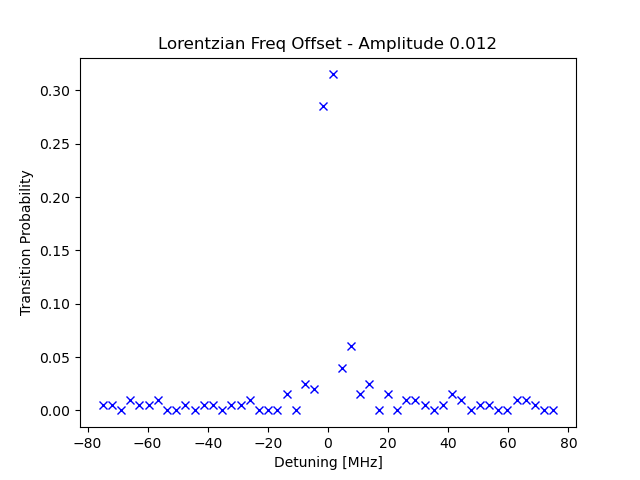 Lorentzian Freq Offset - Amplitude 0.012
Transition Probability
0.30
0.25
0.20
0.15
0.10
0.05
0.00
−80 −60 −40 −20 0 20 40 60 80
Detuning [MHz]